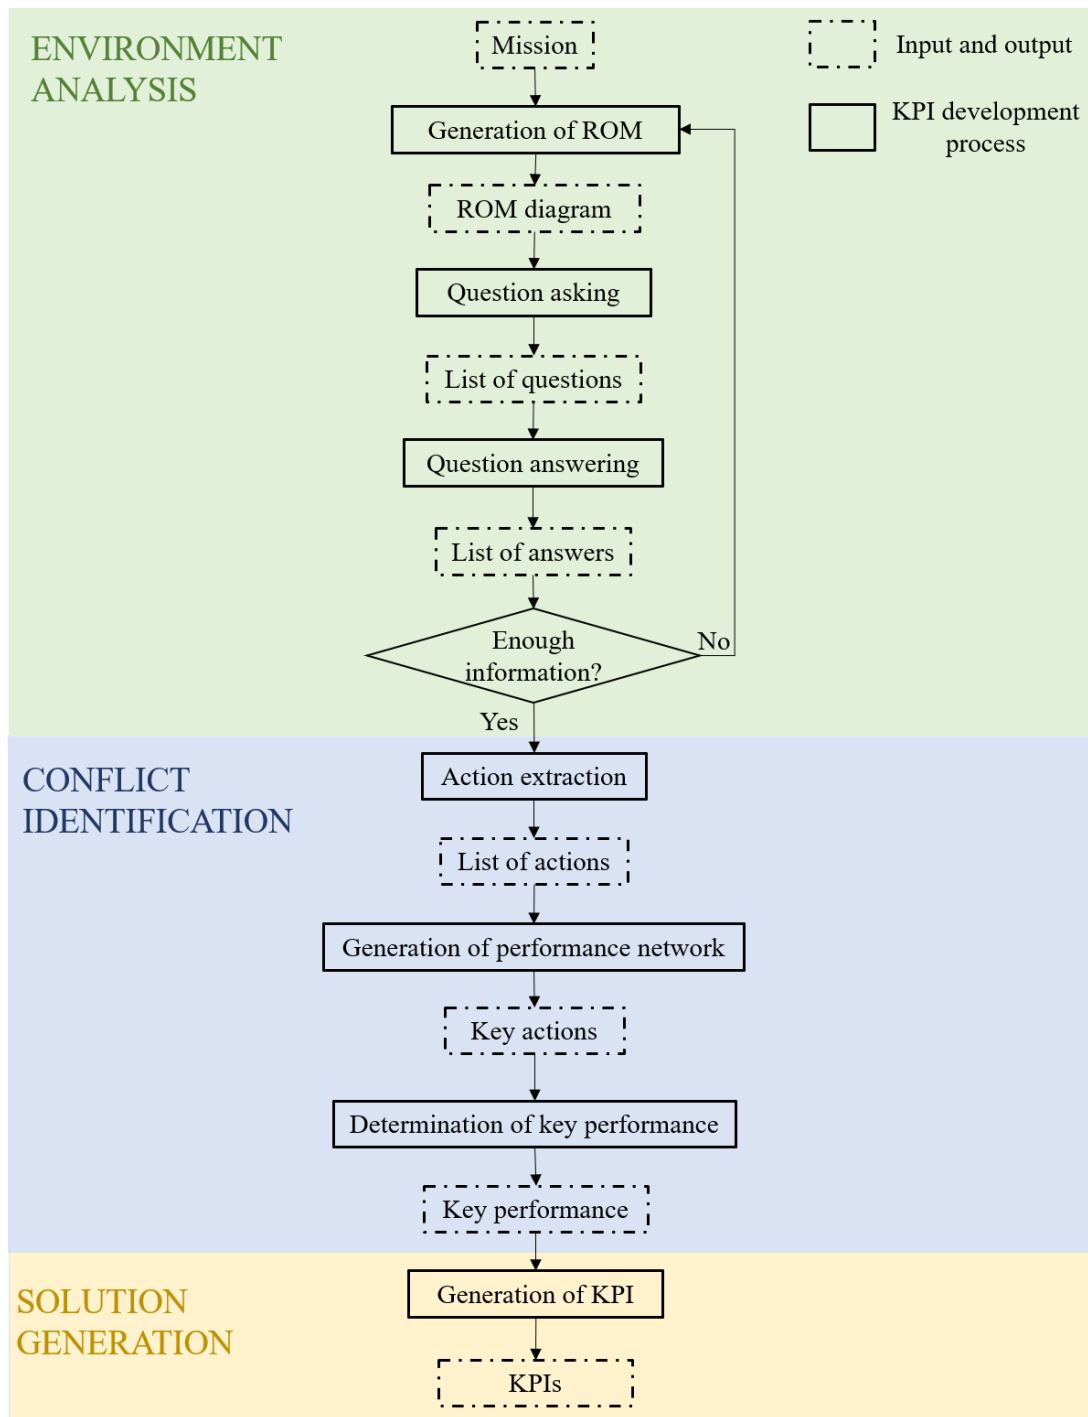 ENVIRONMENT
ANALYSIS
Mission
Input and output
KPI development
process
Generation of ROM
ROM diagram
Question asking
List of questions
Question answering
List of answers
Enough
information?
No
Yes
CONFLICT
IDENTIFICATION
Action extraction
List of actions
Generation of performance network
Key actions
Determination of key performance
Key performance
SOLUTION
GENERATION
Generation of KPI
KPIs